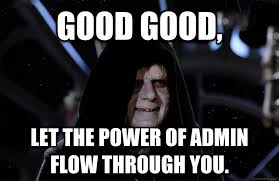 GOOD GOOD,
LET THE POWER OF ADMIN
FLOW THROUGH YOU.